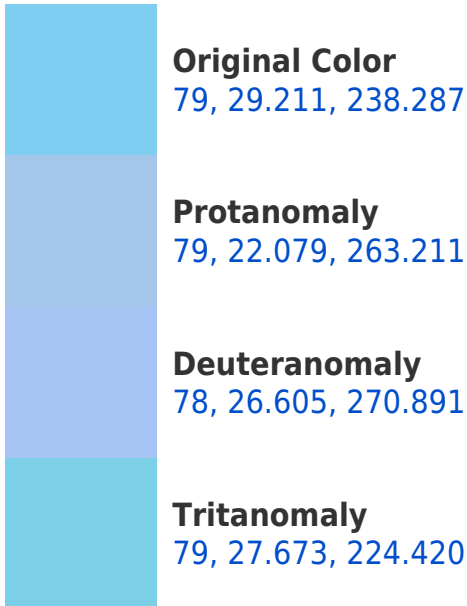 Original Color
79, 29.211, 238.287
Protanomaly
79, 22.079, 263.211
Deuteranomaly
78, 26.605, 270.891
Tritanomaly
79, 27.673, 224.420